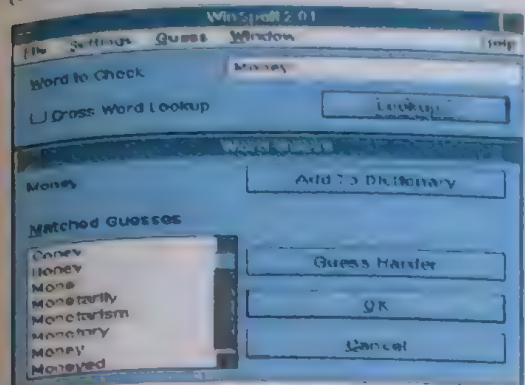 WinSpell 2.01
File Settings Guess Window Help
Word to Check Money
Cross Word Lookup Lookup
Word Guess
Money Add To Dictionary
Matched Guesses
Coney
Honey Guess Harder
Mone
Monetarily
Monetarism OK
Monetary
Money Cancel
Moneyed